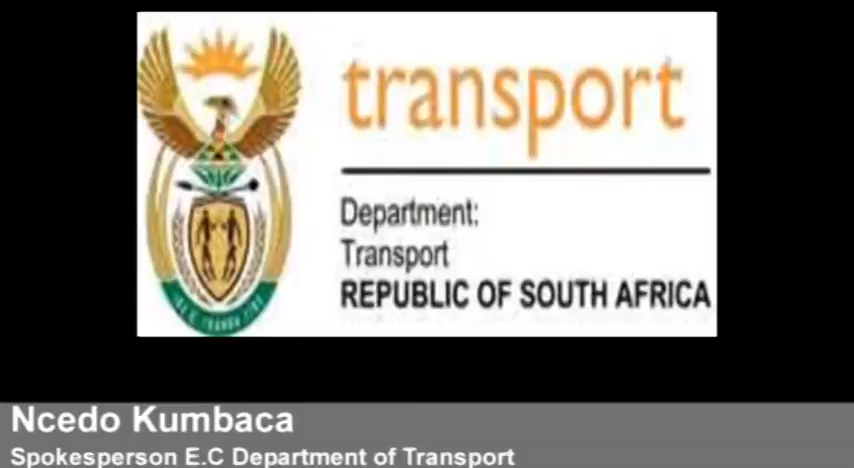 transport
Department:
Transport
REPUBLIC OF SOUTH AFRICA
Ncedo Kumbaca
Spokesperson E.C Department of Transport